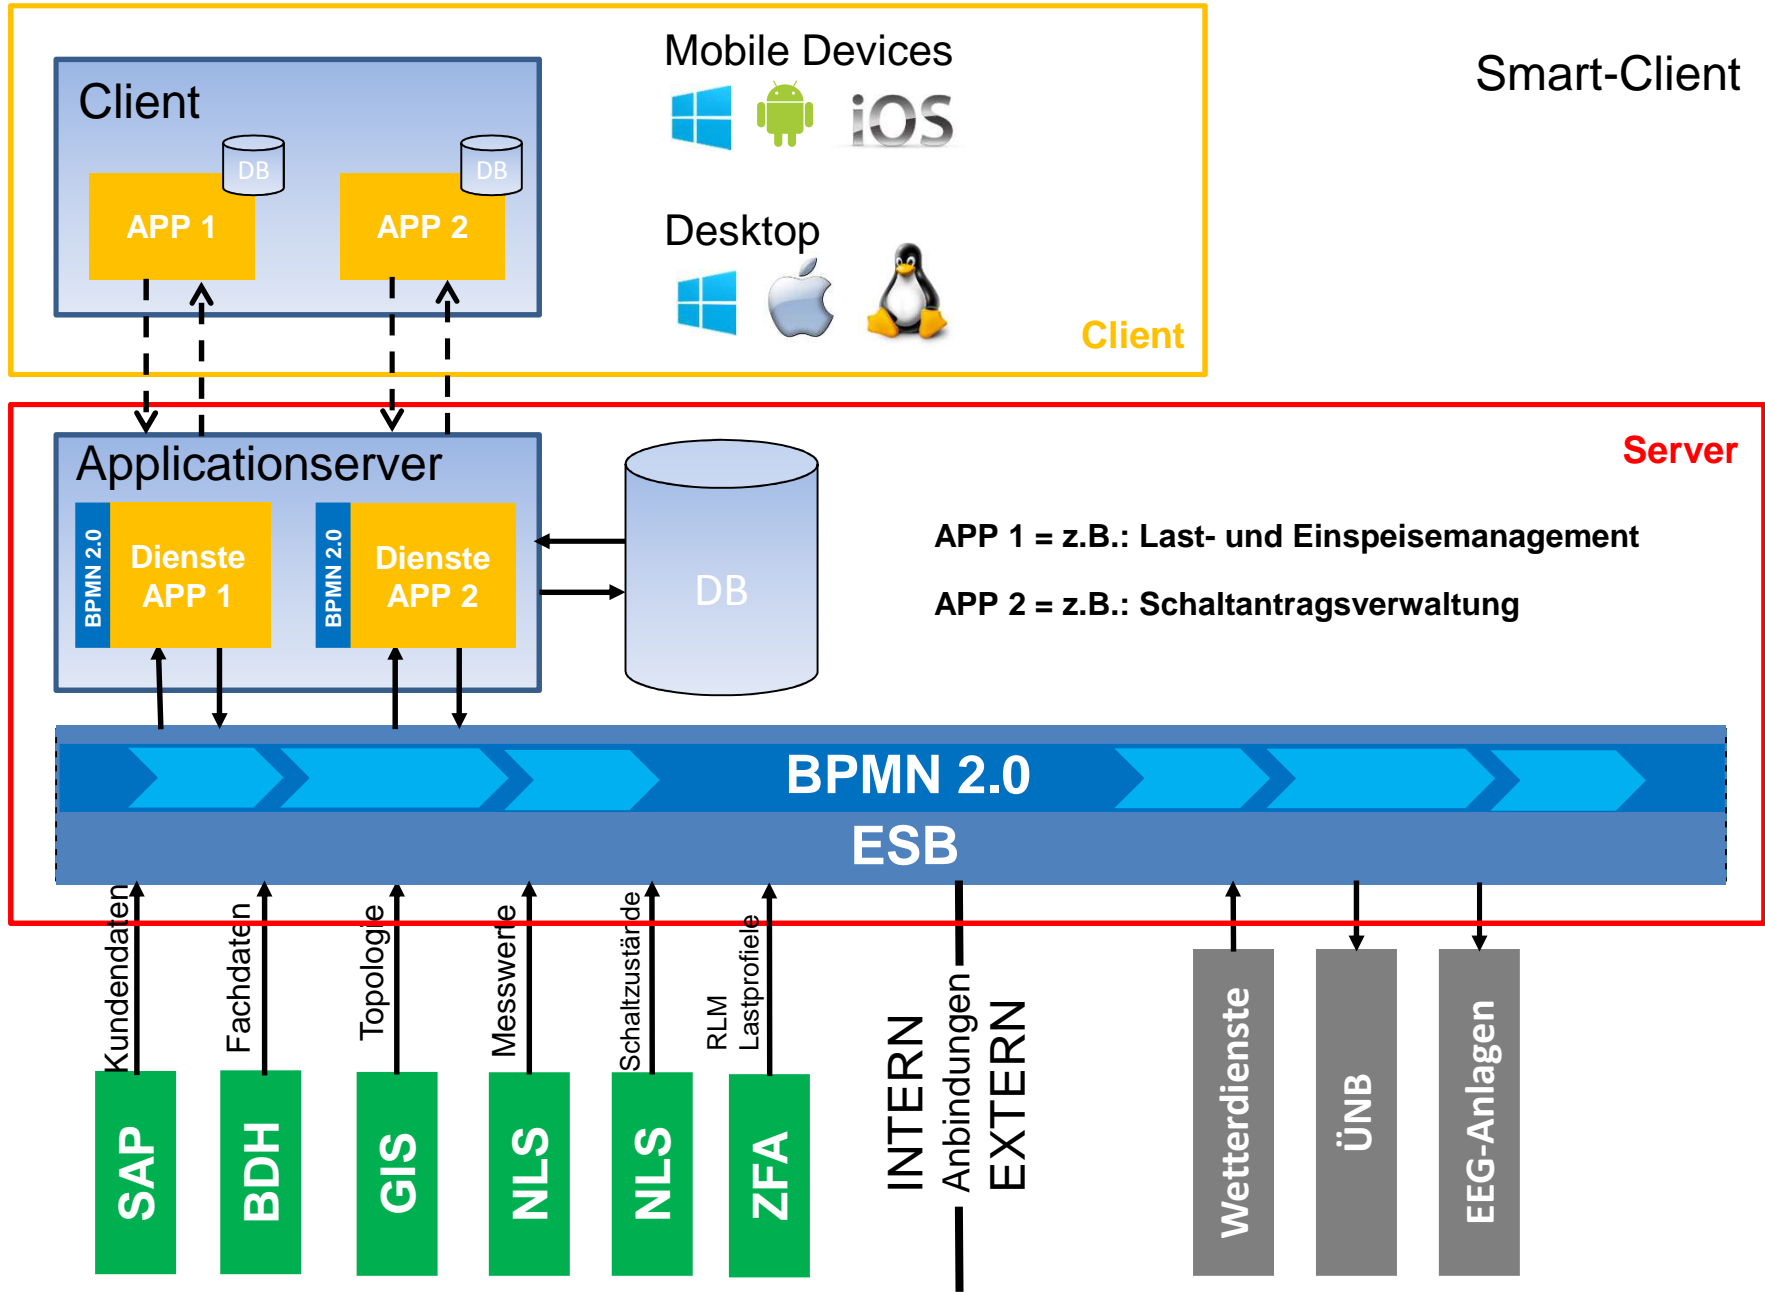 Smart-Client
Mobile Devices
iOS
Desktop
Client
Client
DB
DB
APP 1
APP 2
Server
Applicationserver
BPMN 2.0
Dienste
APP 1
BPMN 2.0
Dienste
APP 2
DB
APP 1 = z.B.: Last- und Einspeisemanagement
APP 2 = z.B.: Schaltantragsverwaltung
BPMN 2.0
ESB
Kundendaten
Fachdaten
Topologie
Messwerte
Schaltzustände
RLM
Lastprofiele
INTERN
Anbindungen
EXTERN
SAP
BDH
GIS
NLS
NLS
ZFA
Wetterdienste
ÜNB
EEG-Anlagen